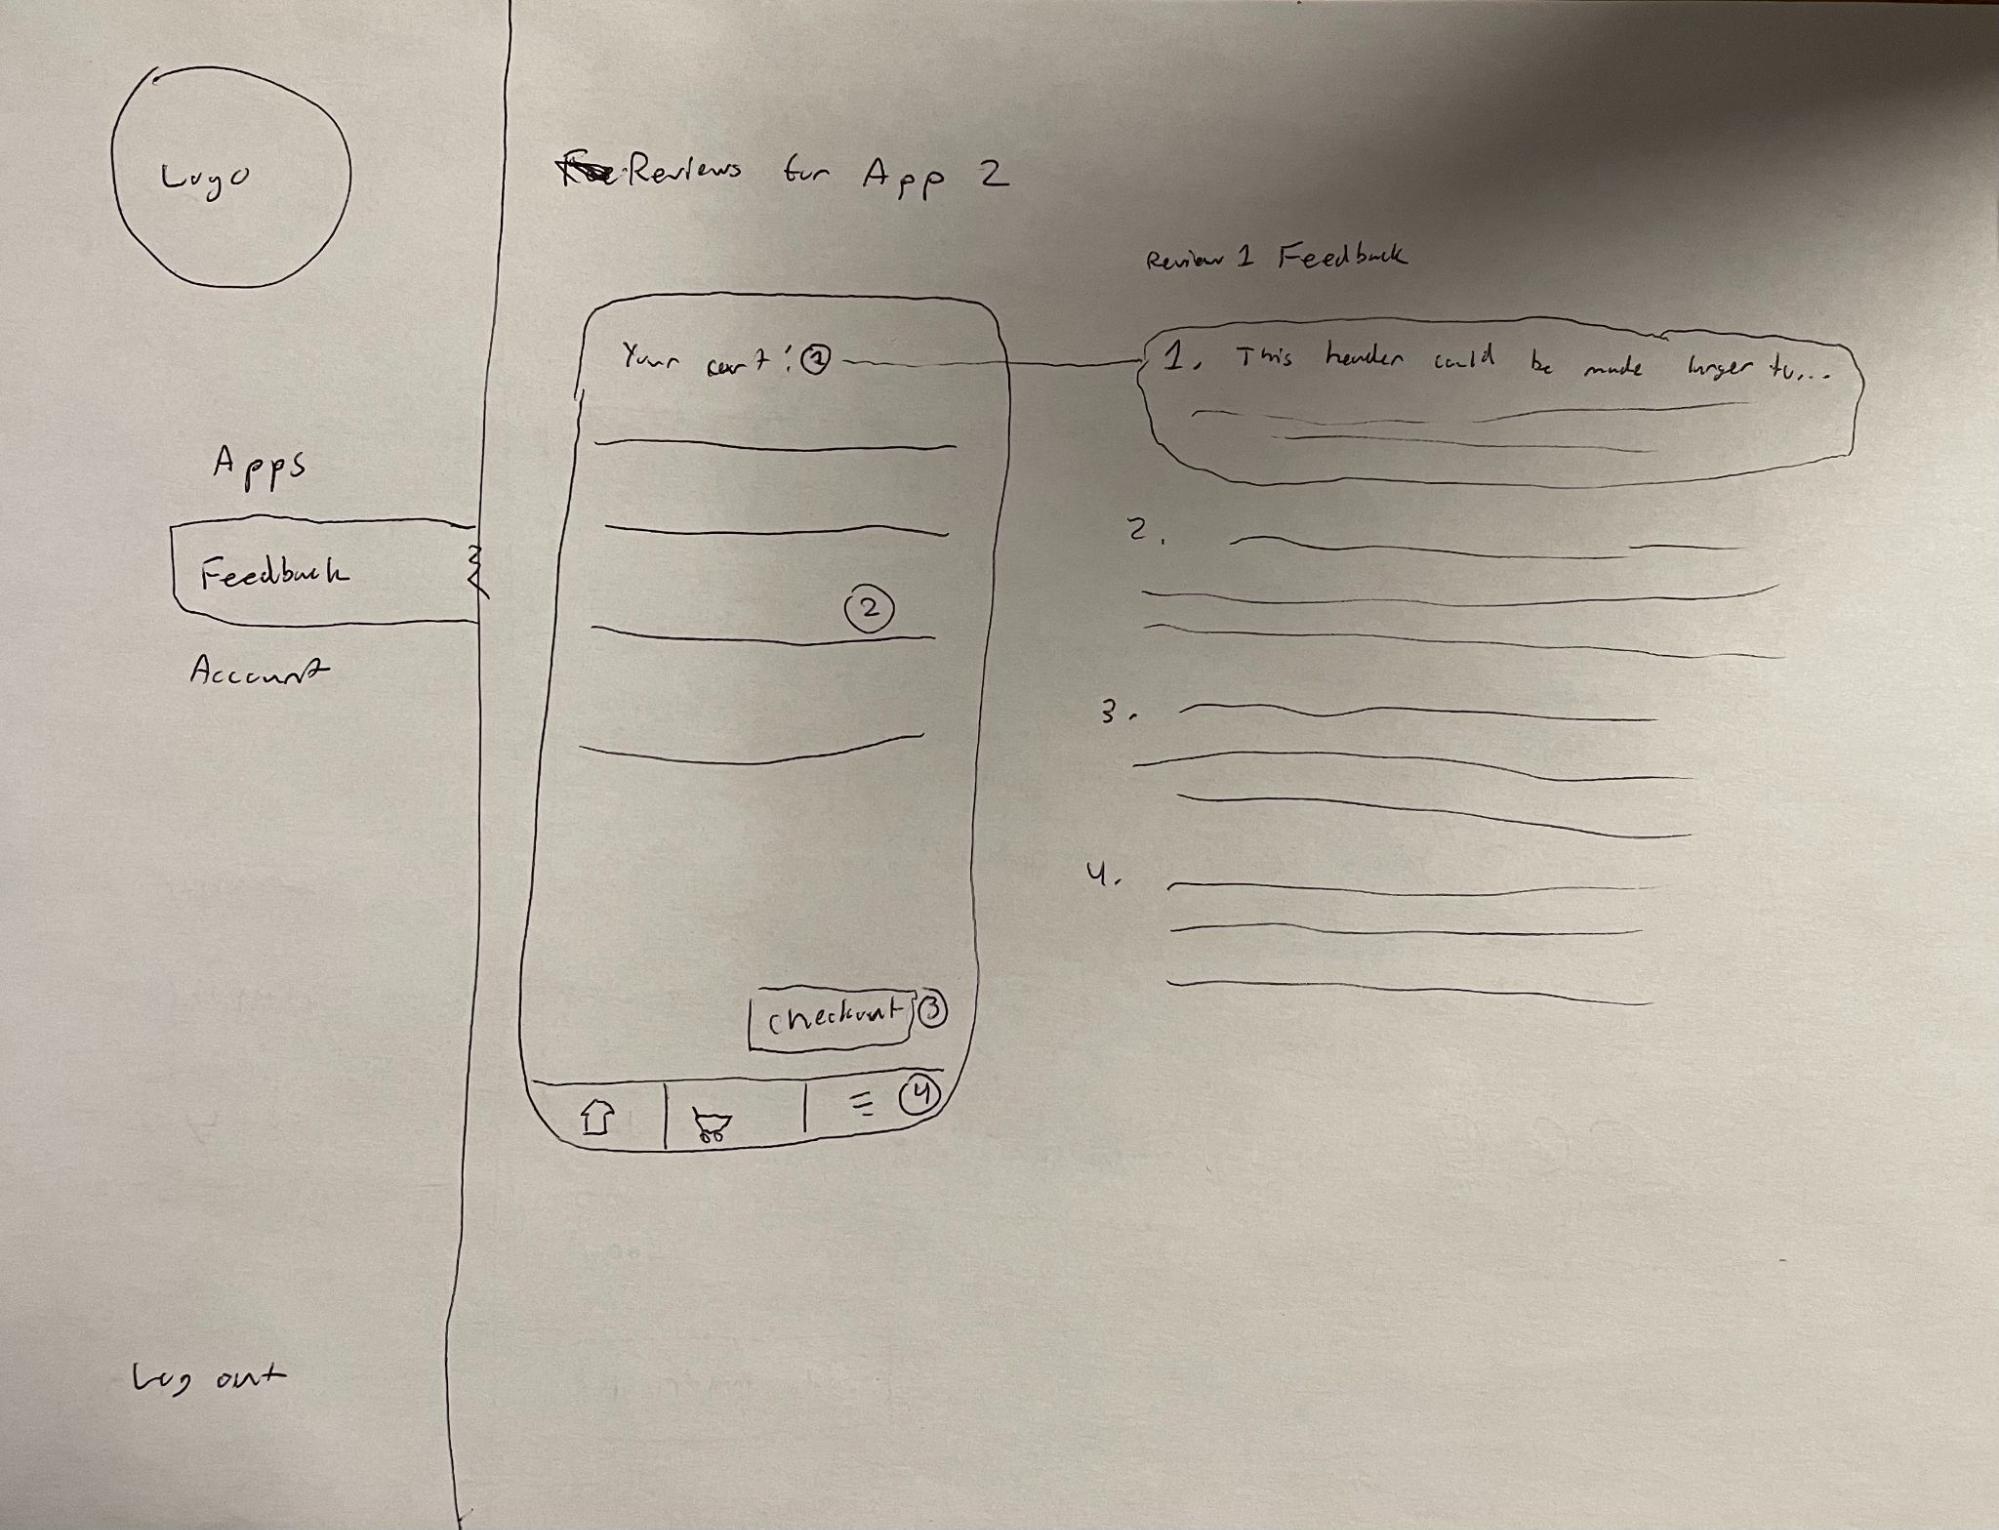 Logo
Apps
Feedback
Account
Log out
Reviews for App 2
Your cart: 1
2
checkout 3
4
Review 1 Feedback
1. This header could be made larger to...
2.
3.
4.